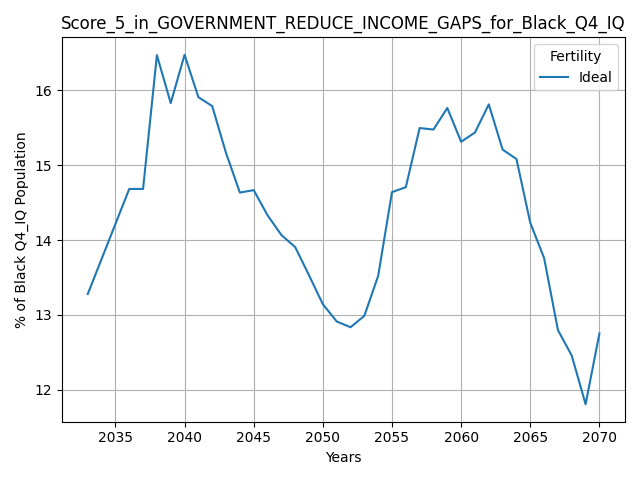 Score_5_in_GOVERNMENT_REDUCE_INCOME_GAPS_for_Black_Q4_IQ
Fertility
Ideal
% of Black Q4_IQ Population
16
15
14
13
12
2035 2040 2045 2050 2055 2060 2065 2070
Years